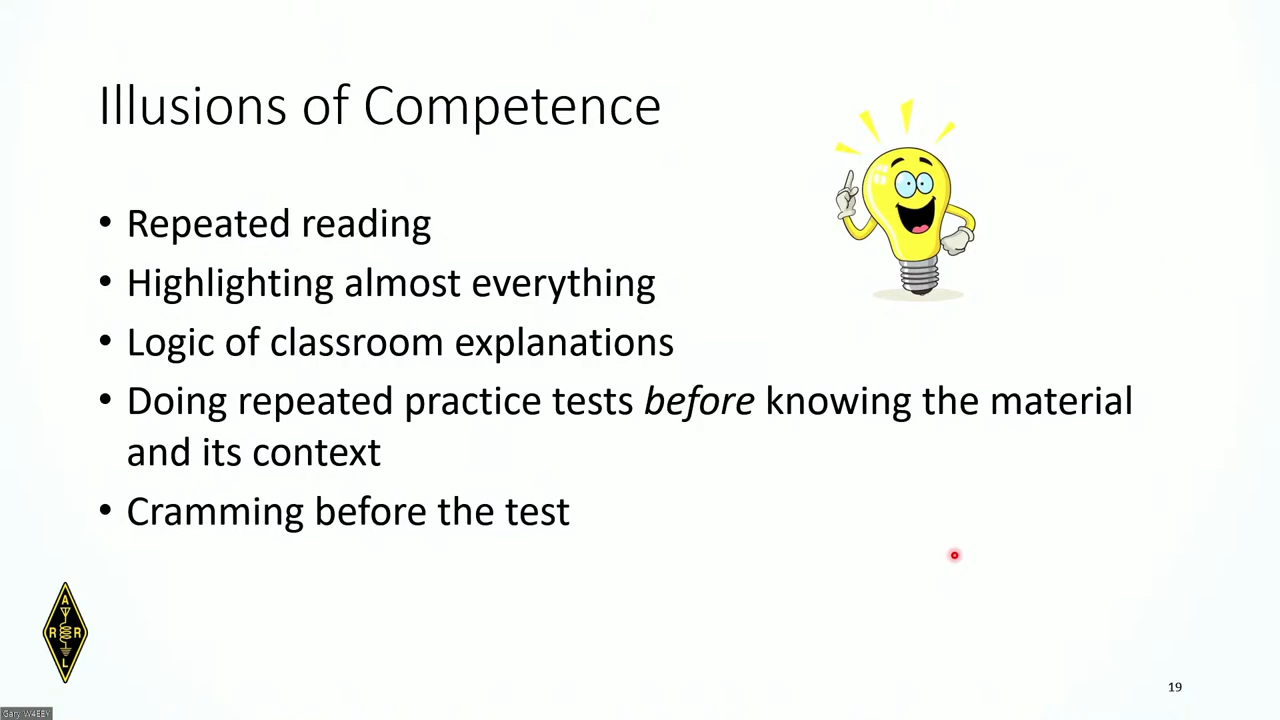 Illusions of Competence
• Repeated reading
• Highlighting almost everything
• Logic of classroom explanations
• Doing repeated practice tests before knowing the material
and its context
• Cramming before the test
A
R R
L
19
Gary W4EEY